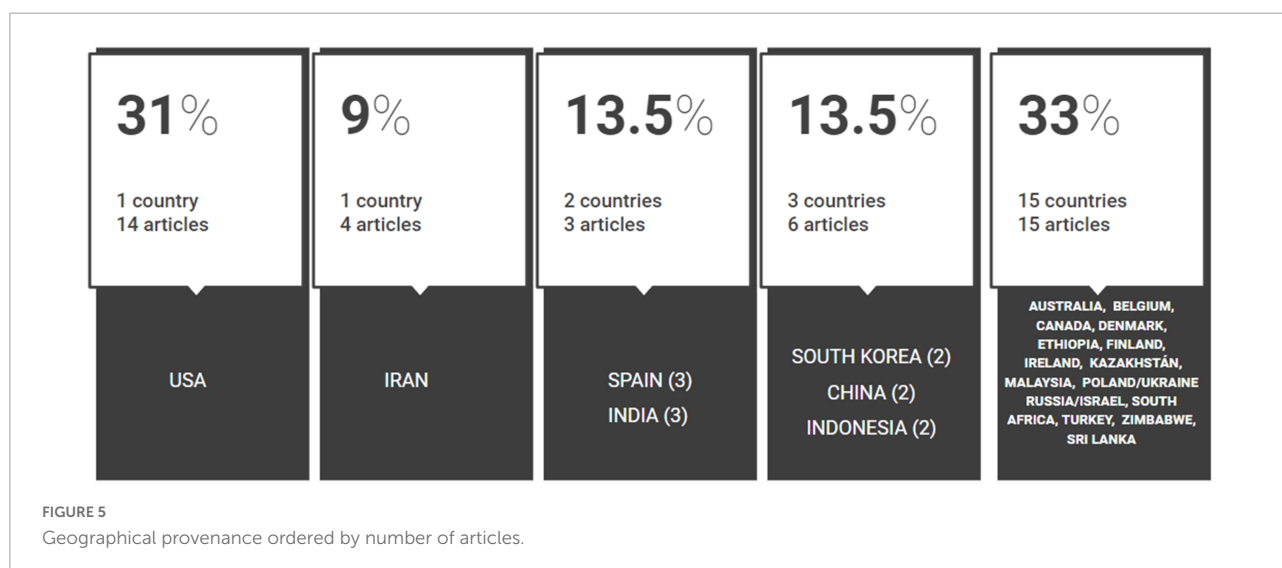 31%
1 country
14 articles
USA
9%
1 country
4 articles
IRAN
13.5%
2 countries
3 articles
SPAIN (3)
INDIA (3)
13.5%
3 countries
6 articles
SOUTH KOREA (2)
CHINA (2)
INDONESIA (2)
33%
15 countries
15 articles
AUSTRALIA, BELGIUM,
CANADA, DENMARK,
ETHIOPIA, FINLAND,
IRELAND, KAZAKHSTÁN,
MALAYSIA, POLAND/UKRAINE
RUSSIA/ISRAEL, SOUTH
AFRICA, TURKEY, ZIMBABWE,
SRI LANKA
FIGURE 5
Geographical provenance ordered by number of articles.